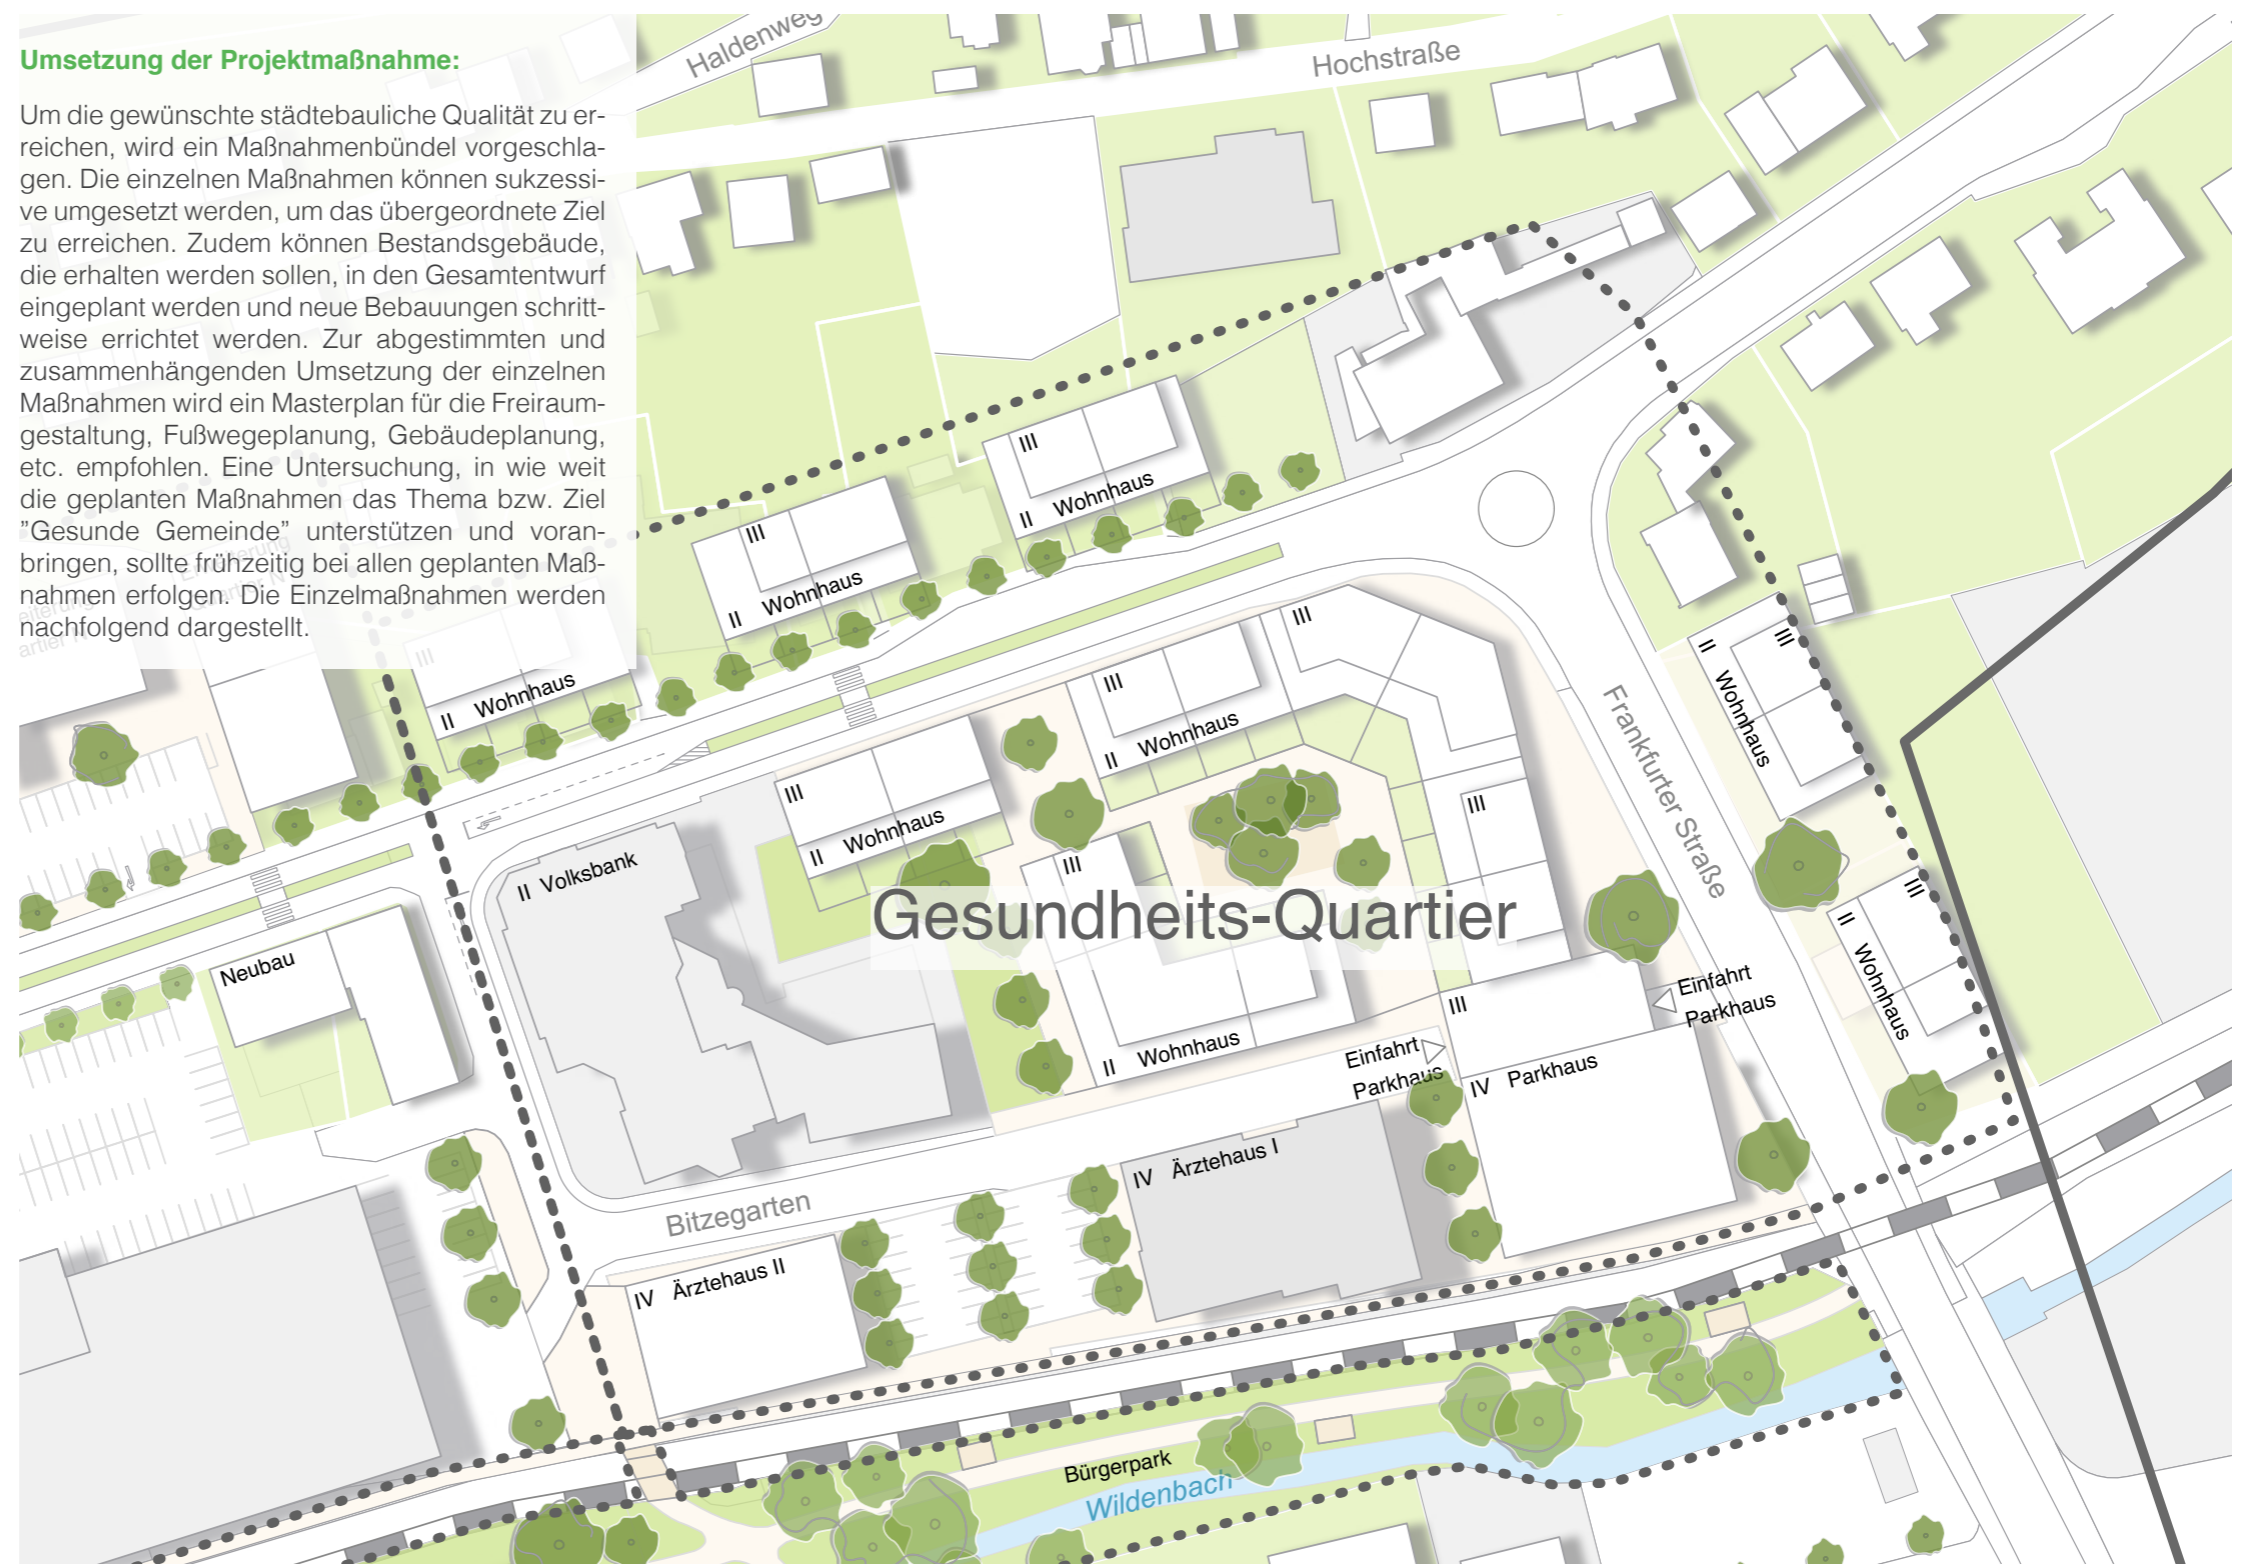 Umsetzung der Projektmaßnahme:
Um die gewünschte städtebauliche Qualität zu er-
reichen, wird ein Maßnahmenbündel vorgeschla-
gen. Die einzelnen Maßnahmen können sukzessi-
ve umgesetzt werden, um das übergeordnete Ziel
zu erreichen. Zudem können Bestandsgebäude,
die erhalten werden sollen, in den Gesamtentwurf
eingeplant werden und neue Bebauungen schritt-
weise errichtet werden. Zur abgestimmten und
zusammenhängenden Umsetzung der einzelnen
Maßnahmen wird ein Masterplan für die Freiraum-
gestaltung, Fußwegeplanung, Gebäudeplanung,
etc. empfohlen. Eine Untersuchung, in wie weit
die geplanten Maßnahmen das Thema bzw. Ziel
"Gesunde Gemeinde" unterstützen und voran-
bringen, sollte frühzeitig bei allen geplanten Maß-
nahmen erfolgen. Die Einzelmaßnahmen werden
nachfolgend dargestellt.
Haldenweg
Hochstraße
III
II Wohnhaus
III
II Wohnhaus
III
II Wohnhaus
III
III
II Wohnhaus
III
II Wohnhaus
III
II Wohnhaus
III
II Wohnhaus
Frankfurter Straße
III
II Wohnhaus
III
II Volksbank
Gesundheits-Quartier
Neubau
III
Einfahrt
Parkhaus
Einfahrt
Parkhaus
IV Parkhaus
IV Ärztehaus I
Bitzegarten
IV Ärztehaus II
Bürgerpark
Wildenbach